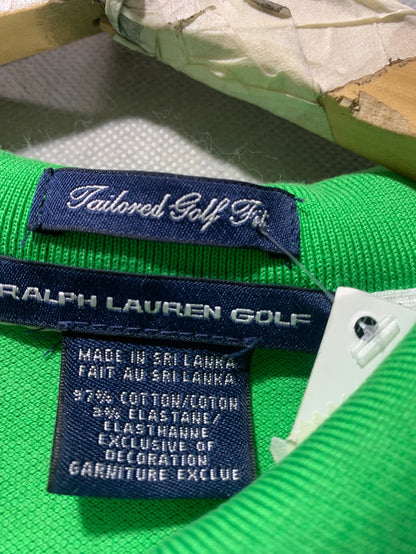 Tailored Golf Fit
RALPH LAUREN GOLF
MADE IN SRI LANKA
FAIT AU SRI LANKA
97% COTTON/COTON
3% ELASTANE/
ELASTHANNE
EXCLUSIVE OF
DECORATION
GARNITURE EXCLUE